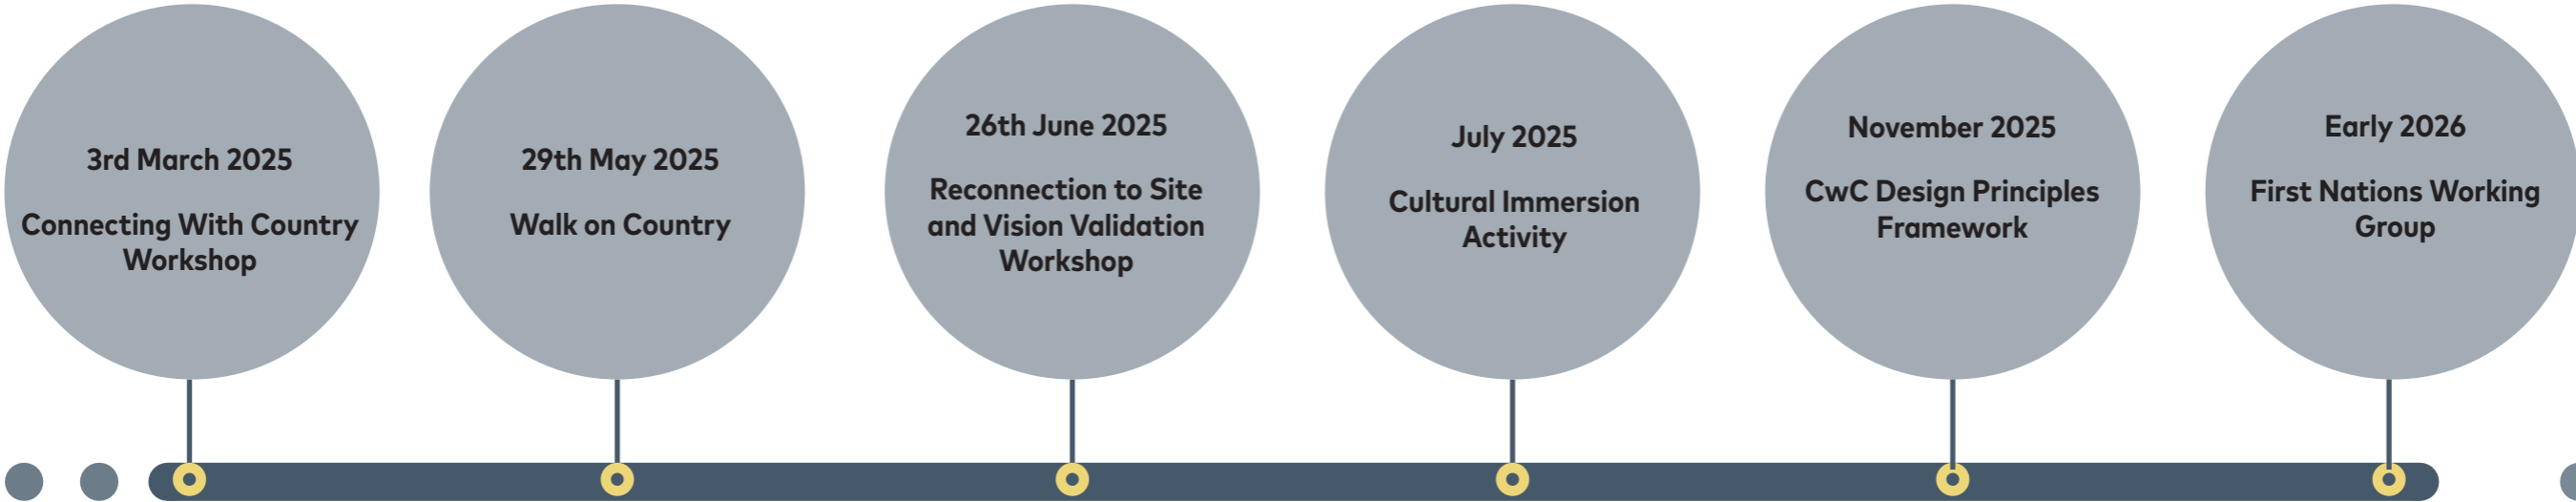 3rd March 2025
Connecting With Country
Workshop
29th May 2025
Walk on Country
26th June 2025
Reconnection to Site
and Vision Validation
Workshop
July 2025
Cultural Immersion
Activity
November 2025
CwC Design Principles
Framework
Early 2026
First Nations Working
Group